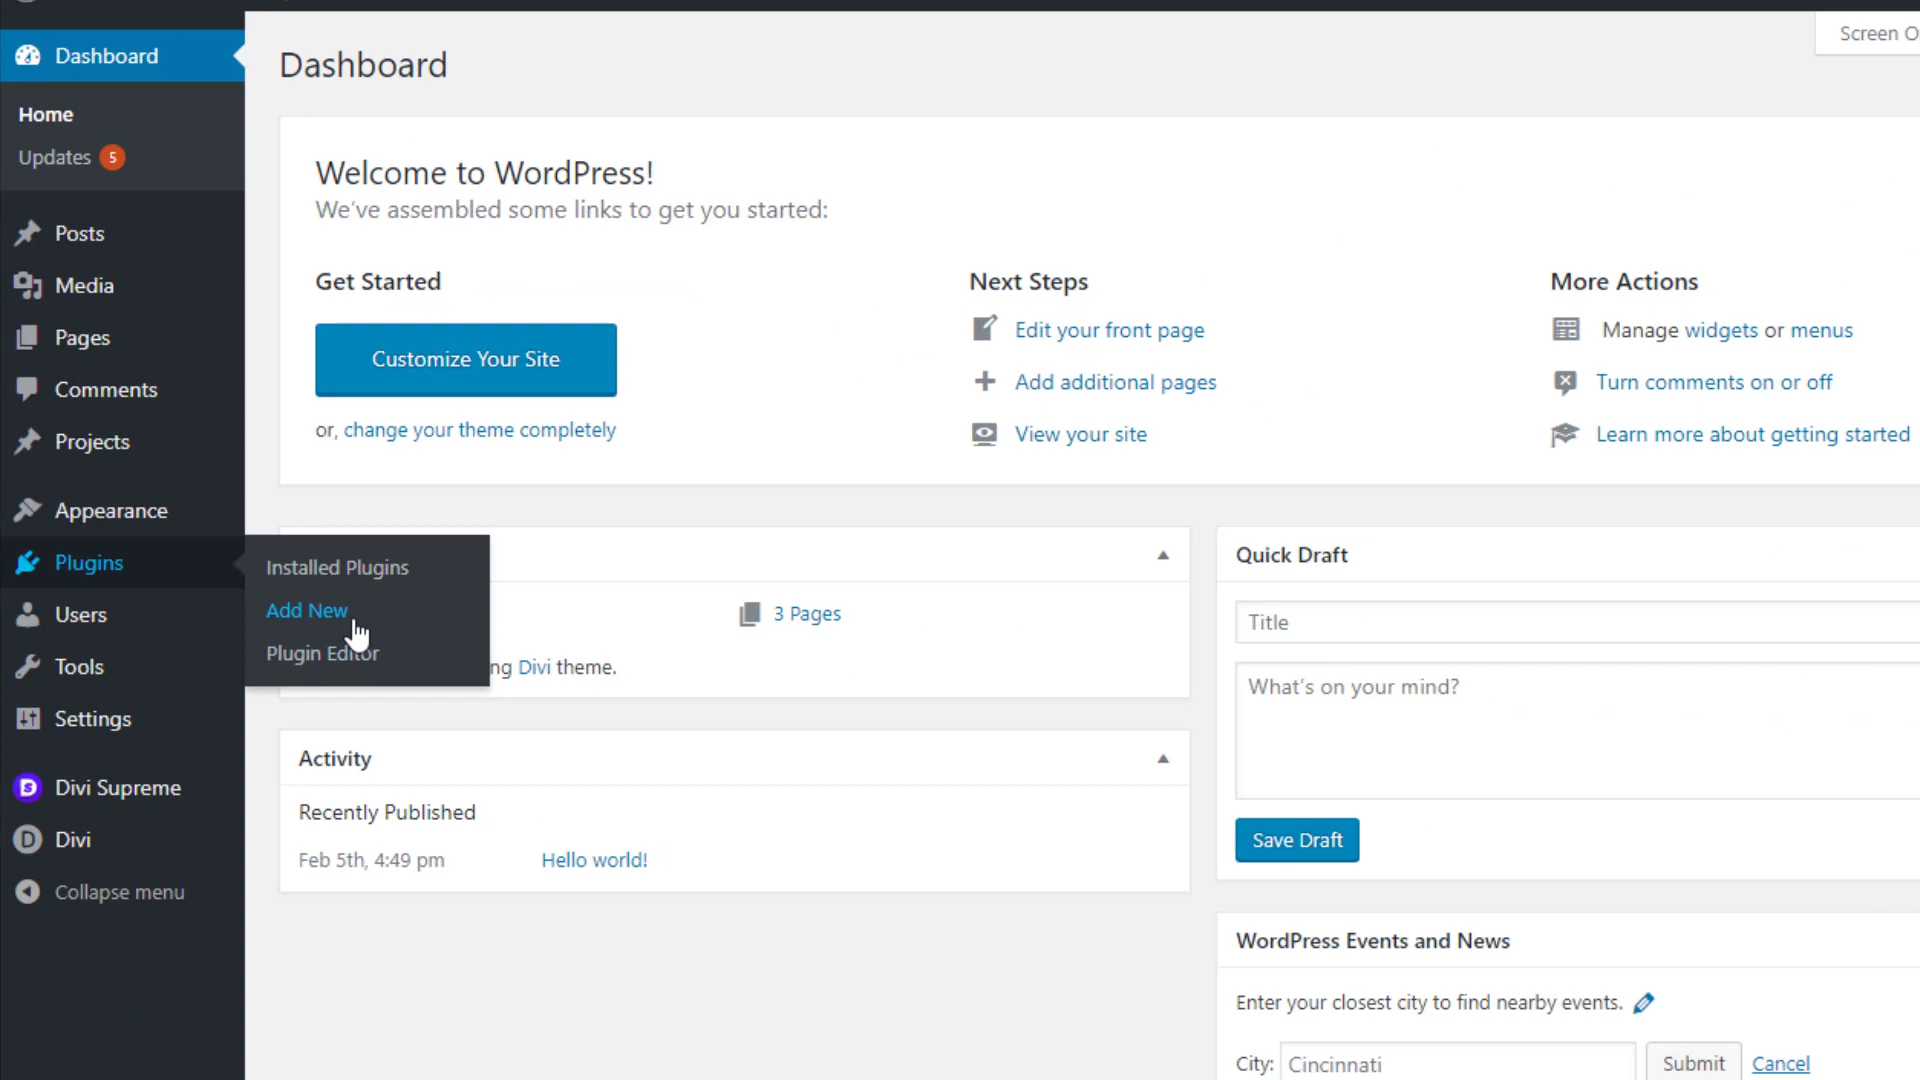 Dashboard
Home
Updates 5
Posts
Media
Pages
Comments
Projects
Appearance
Plugins
Users
Tools
Settings
Divi Supreme
Divi
Collapse menu
Installed Plugins
Add New
Plugin Editor
Screen O
Dashboard
Welcome to WordPress!
We've assembled some links to get you started:
Get Started
Customize Your Site
or, change your theme completely
Next Steps
Edit your front page
Add additional pages
View your site
More Actions
Manage widgets or menus
Turn comments on or off
Learn more about getting started
3 Pages
ng Divi theme.
Activity
Recently Published
Feb 5th, 4:49 pm Hello world!
Quick Draft
Title
What's on your mind?
Save Draft
WordPress Events and News
Enter your closest city to find nearby events.
City: Cincinnati Submit Cancel